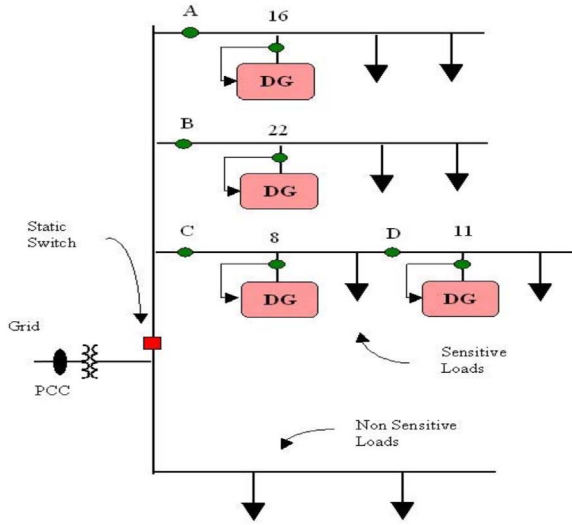 A
16
DG
B
22
DG
Static
Switch
C
8
D
11
DG
DG
Grid
PCC
Sensitive
Loads
Non Sensitive
Loads